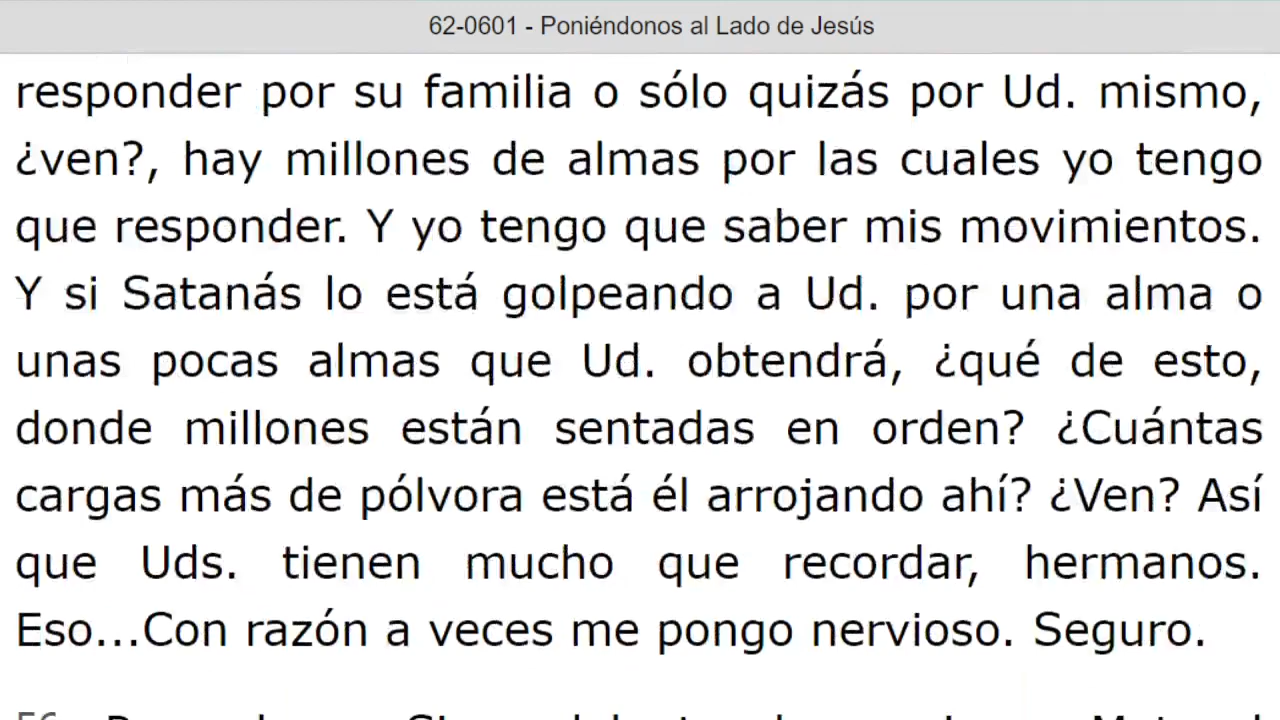 62-0601 - Poniéndonos al Lado de Jesús
responder por su familia o sólo quizás por Ud. mismo,
¿ven?, hay millones de almas por las cuales yo tengo
que responder. Y yo tengo que saber mis movimientos.
Y si Satanás lo está golpeando a Ud. por una alma o
unas pocas almas que Ud. obtendrá, ¿qué de esto,
donde millones están sentadas en orden? ¿Cuántas
cargas más de pólvora está él arrojando ahí? ¿Ven? Así
que Uds. tienen mucho que recordar, hermanos.
Eso...Con razón a veces me pongo nervioso. Seguro.